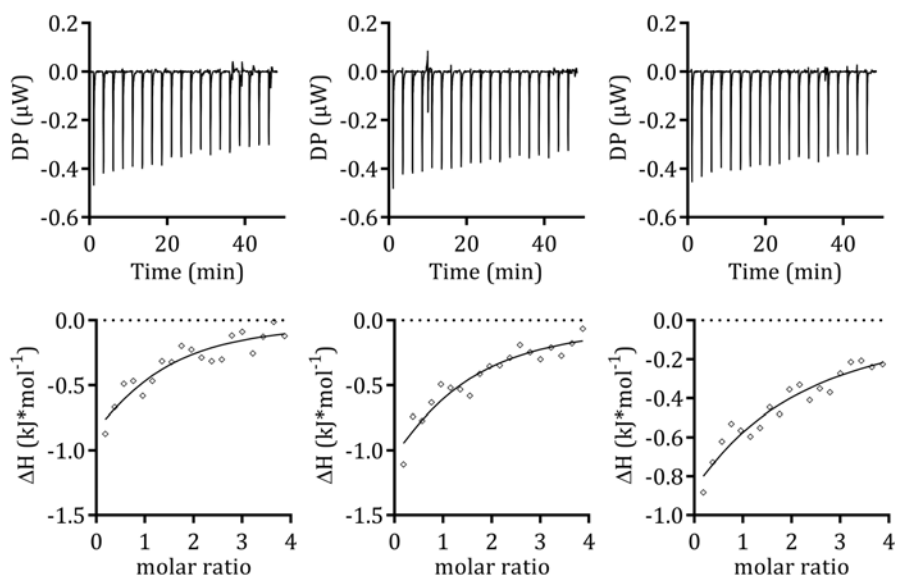 0.2
0.0
-0.2
-0.4
-0.6
DP (µW)
0 20 40
Time (min)
0.2
0.0
-0.2
-0.4
-0.6
DP (µW)
0 20 40
Time (min)
0.2
0.0
-0.2
-0.4
-0.6
DP (µW)
0 20 40
Time (min)
0.0
-0.5
-1.0
-1.5
ΔH (kJ*mol⁻¹)
0 1 2 3 4
molar ratio
0.0
-0.5
-1.0
-1.5
ΔH (kJ*mol⁻¹)
0 1 2 3 4
molar ratio
0.0
-0.2
-0.4
-0.6
-0.8
-1.0
ΔH (kJ*mol⁻¹)
0 1 2 3 4
molar ratio